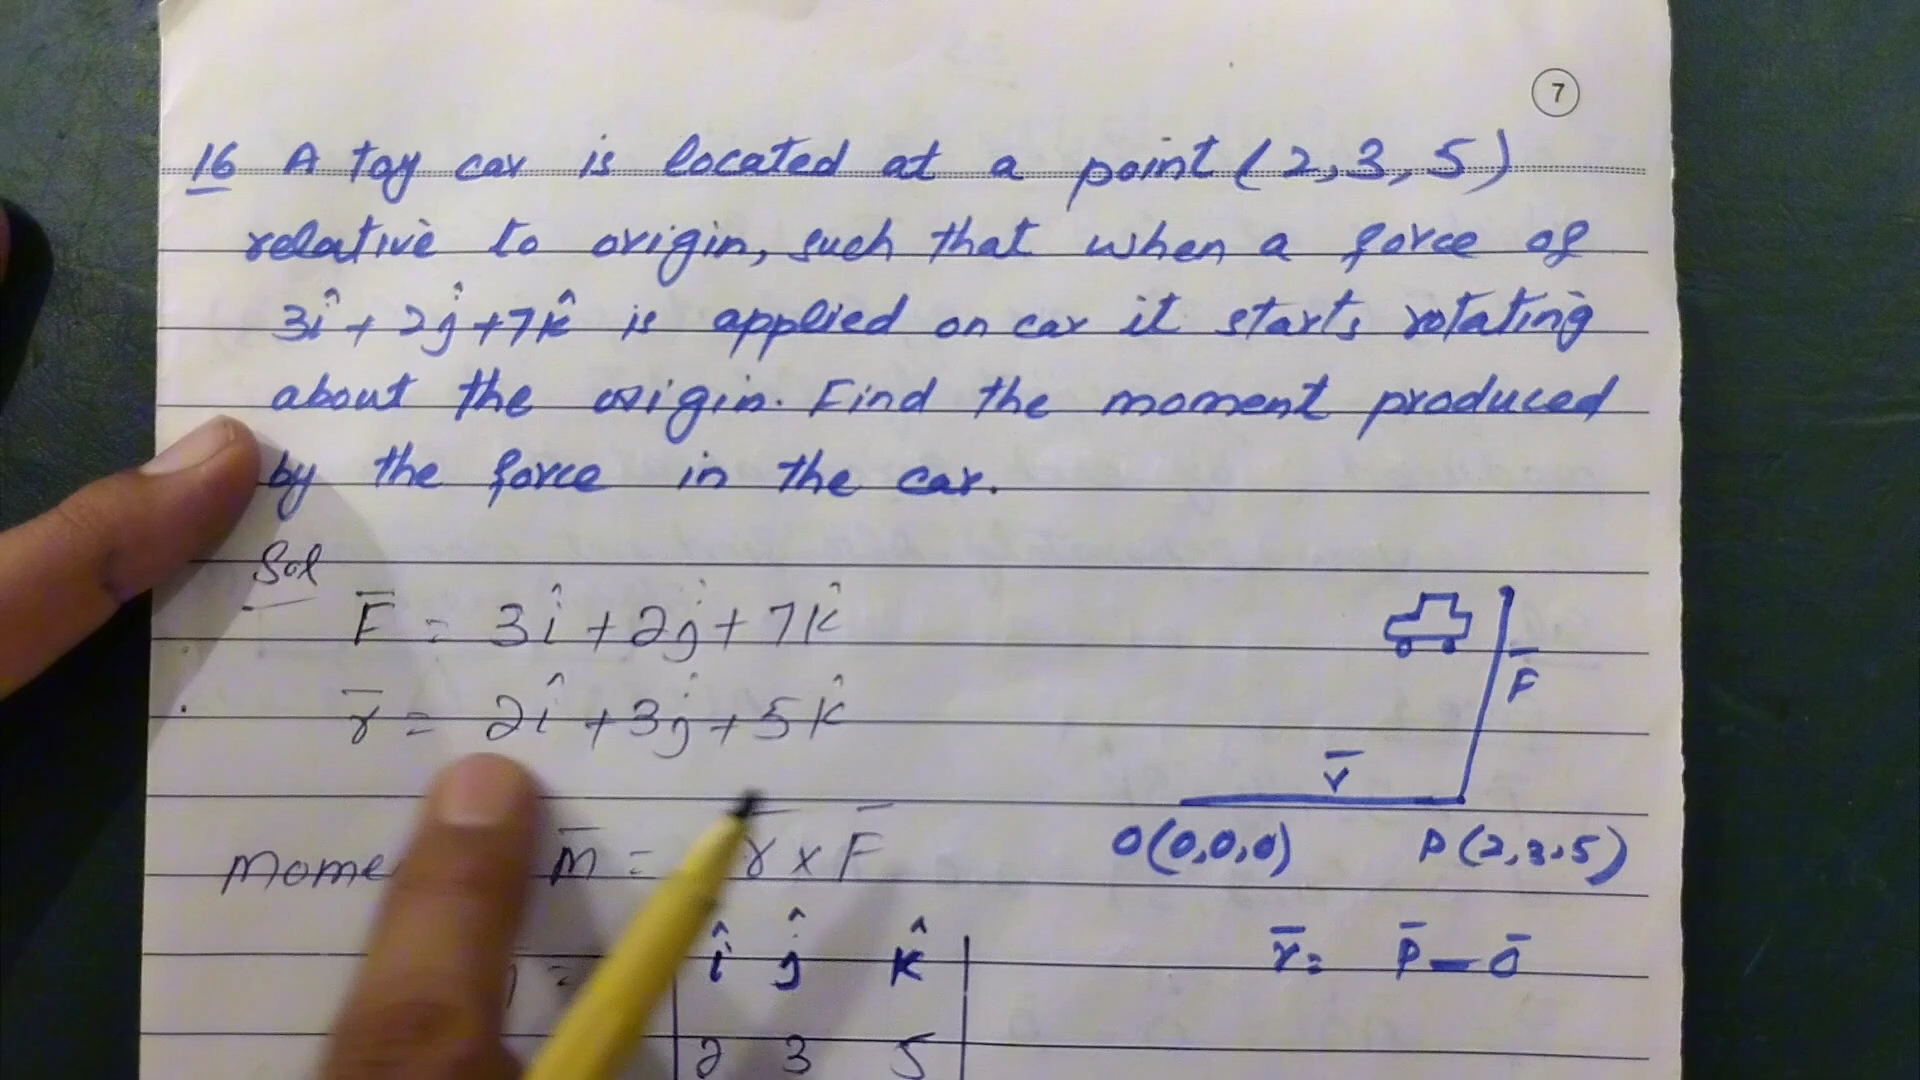 7
16 A toy car is located at a point (2,3,5)
relative to origin, such that when a force of
3î + 2ĵ + 7k̂ is applied on car it starts rotating
about the origin. Find the moment produced
by the force in the car.
Sol
F̅ = 3î + 2ĵ + 7k̂
r̅ = 2î + 3ĵ + 5k̂
F̅
r̅
O(0,0,0) P(2,3,5)
m̅ = r̅ x F̅
î ĵ k̂
r̅ = P̅ - O̅
2 3 5